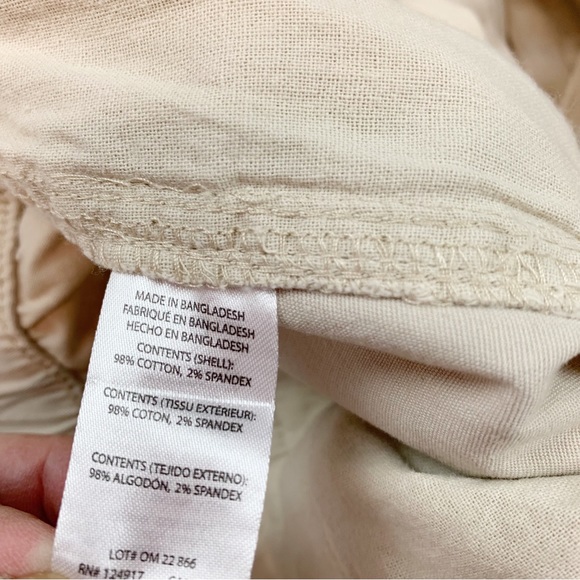 MADE IN BANGLADESH
FABRIQUÉ EN BANGLADESH
HECHO EN BANGLADESH
CONTENTS (SHELL):
98% COTTON, 2% SPANDEX
CONTENTS (TISSU EXTÉRIEUR):
98% COTON, 2% SPANDEX
CONTENTS (TEJIDO EXTERNO):
98% ALGODÓN, 2% SPANDEX
LOT# OM 22 866
RN# 124917